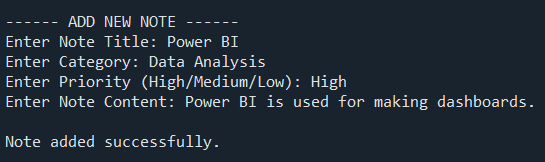 ------ ADD NEW NOTE ------
Enter Note Title: Power BI
Enter Category: Data Analysis
Enter Priority (High/Medium/Low): High
Enter Note Content: Power BI is used for making dashboards.
Note added successfully.